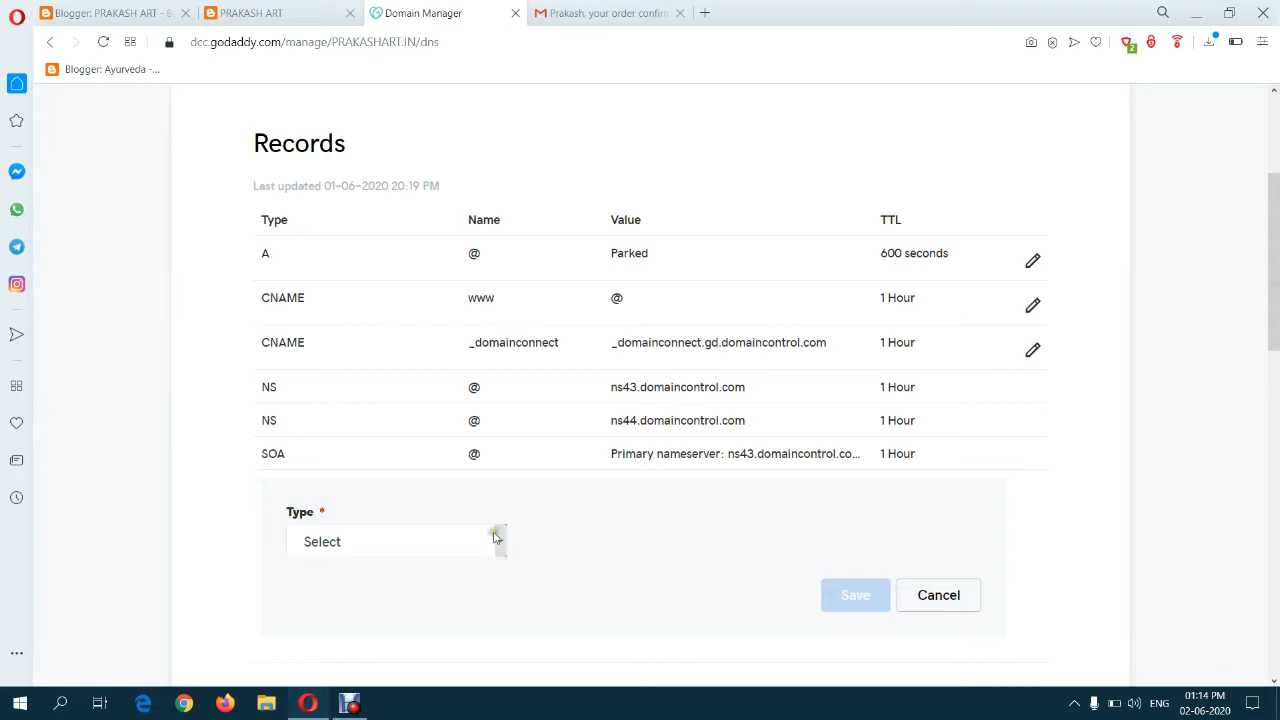 Blogger: PRAKASH ART - B
PRAKASH ART
Domain Manager
Prakash, your order confirm
dcc.godaddy.com/manage/PRAKASHART.IN/dns
2
Blogger: Ayurveda -...
Records
Last updated 01-06-2020 20:19 PM
Type Name Value TTL
A @ Parked 600 seconds
CNAME www @ 1 Hour
CNAME _domainconnect _domainconnect.gd.domaincontrol.com 1 Hour
NS @ ns43.domaincontrol.com 1 Hour
NS @ ns44.domaincontrol.com 1 Hour
SOA @ Primary nameserver: ns43.domaincontrol.co... 1 Hour
Type *
Select
Save Cancel
ENG
01:14 PM
02-06-2020